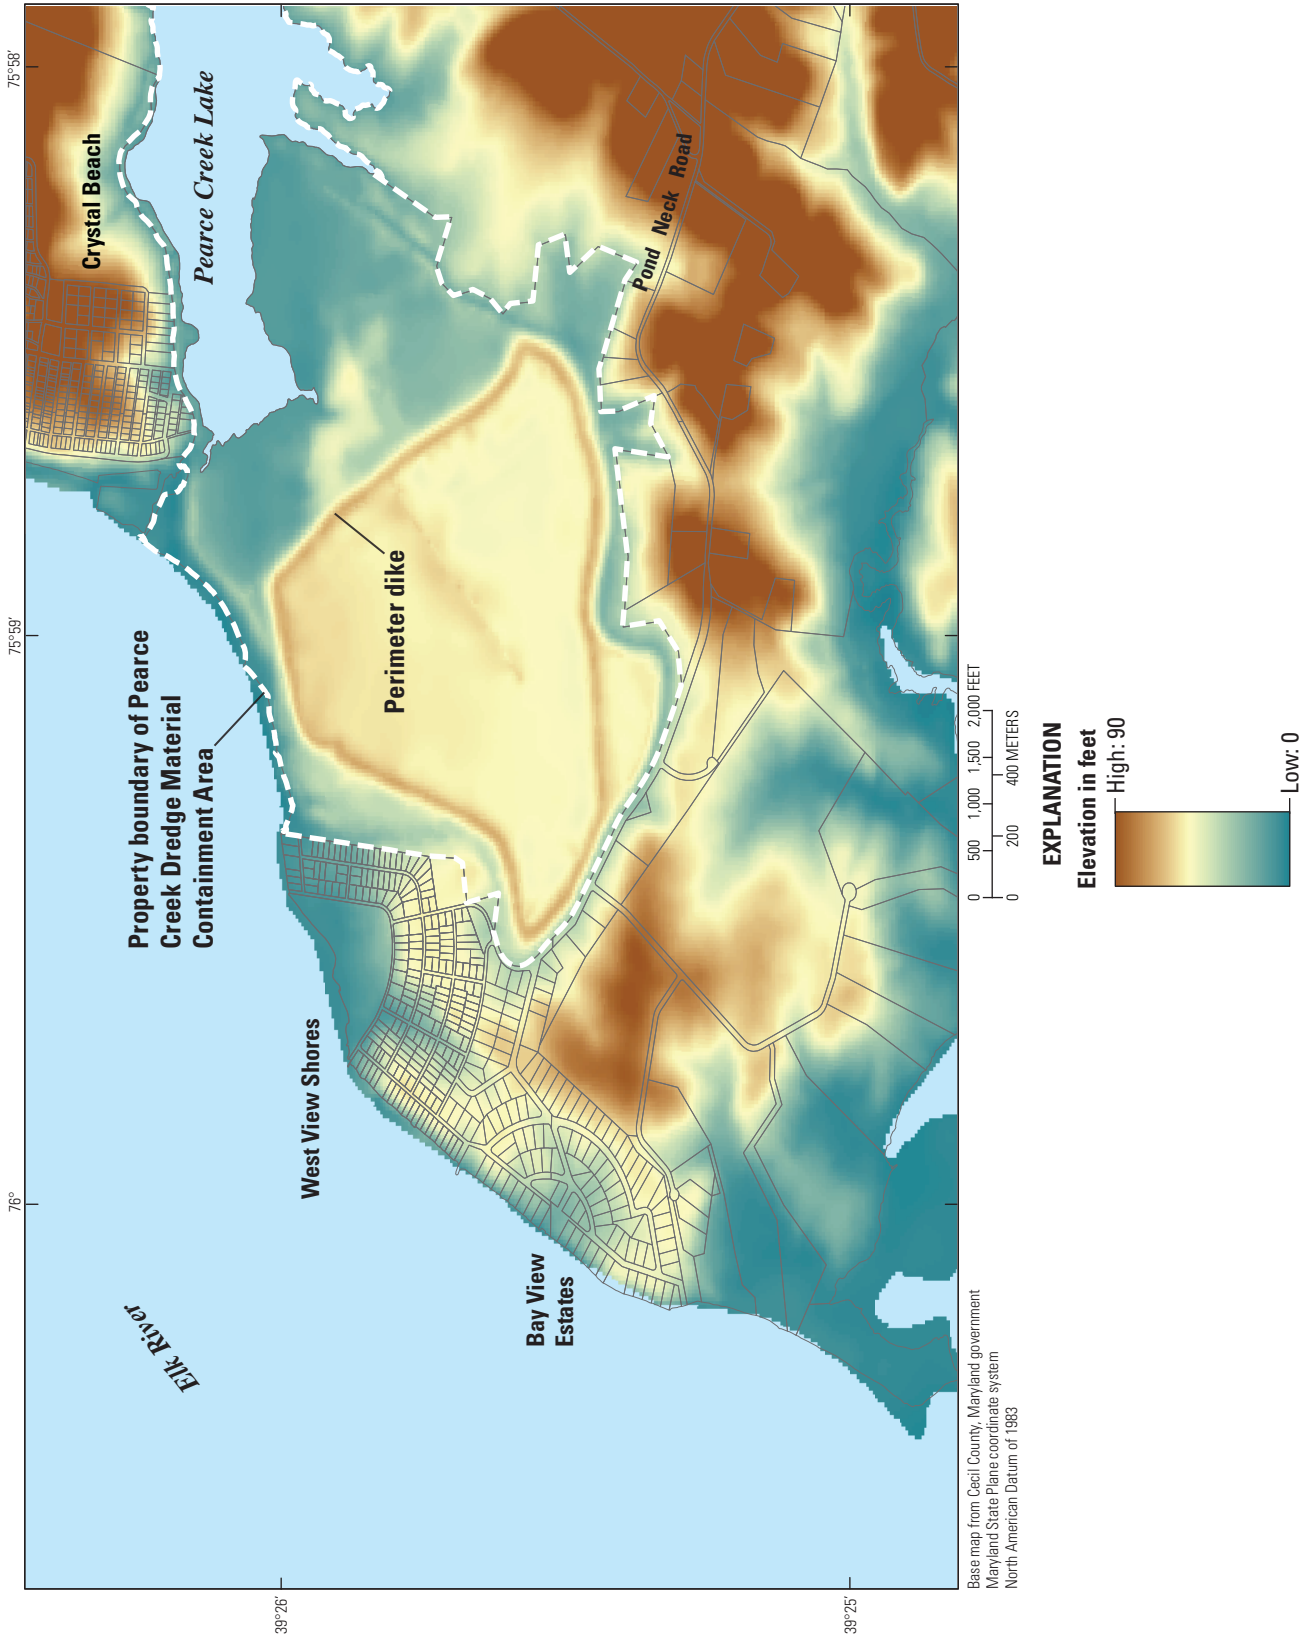 75°58′
75°59′
76°
39°26′
39°25′
Crystal Beach
Pearce Creek Lake
Pond Neck Road
Property boundary of Pearce
Creek Dredge Material
Containment Area
Perimeter dike
West View Shores
Bay View
Estates
Elk River
Base map from Cecil County, Maryland government
Maryland State Plane coordinate system
North American Datum of 1983
0 500 1,000 1,500 2,000 FEET
0 200 400 METERS
EXPLANATION
Elevation in feet
High: 90
Low: 0